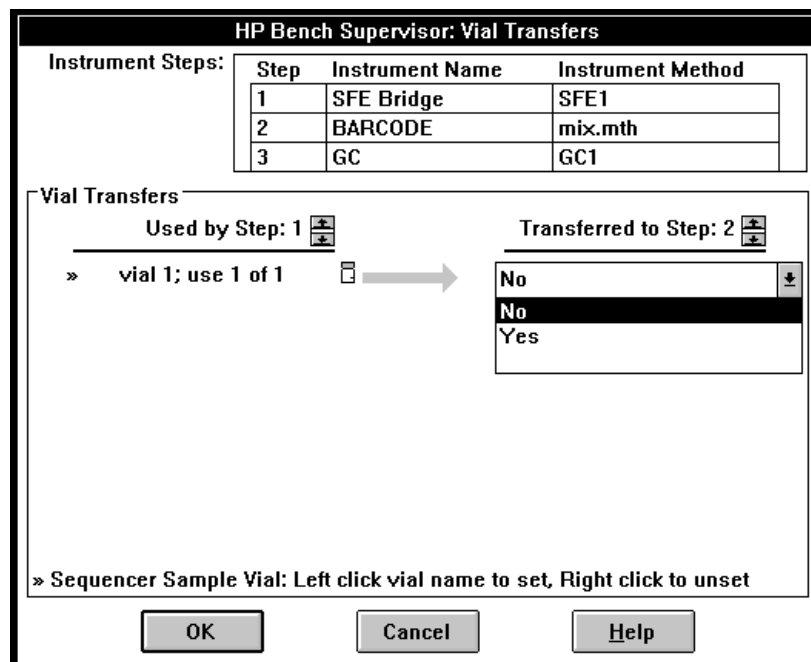 HP Bench Supervisor: Vial Transfers
Instrument Steps:
Step Instrument Name Instrument Method
1 SFE Bridge SFE1
2 BARCODE mix.mth
3 GC GC1
Vial Transfers
Used by Step: 1 Transferred to Step: 2
» vial 1; use 1 of 1 No
No
Yes
» Sequencer Sample Vial: Left click vial name to set, Right click to unset
OK Cancel Help